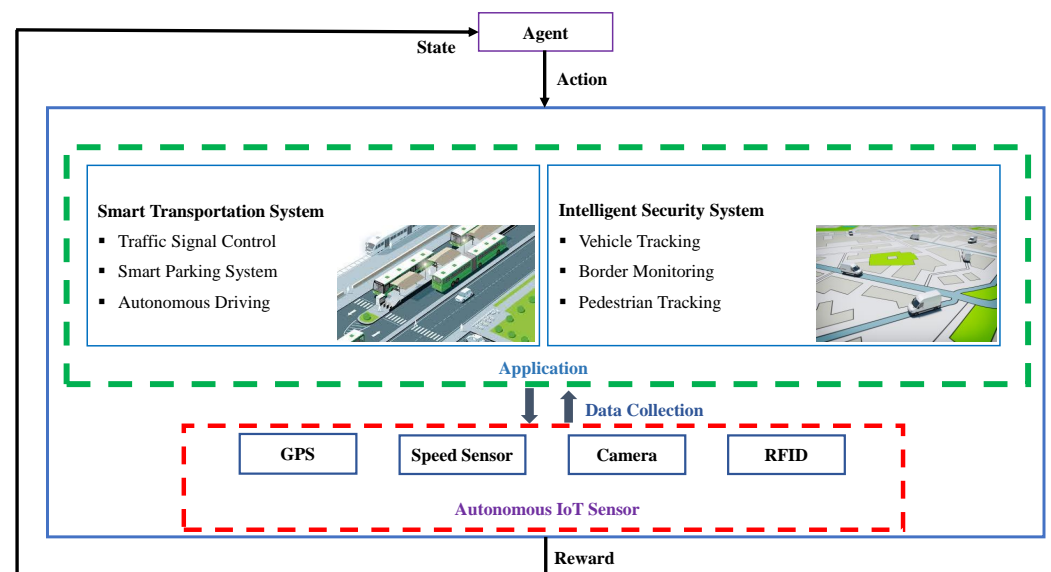 Agent
State
Action
Smart Transportation System
▪ Traffic Signal Control
▪ Smart Parking System
▪ Autonomous Driving
Intelligent Security System
▪ Vehicle Tracking
▪ Border Monitoring
▪ Pedestrian Tracking
Application
Data Collection
GPS
Speed Sensor
Camera
RFID
Autonomous IoT Sensor
Reward